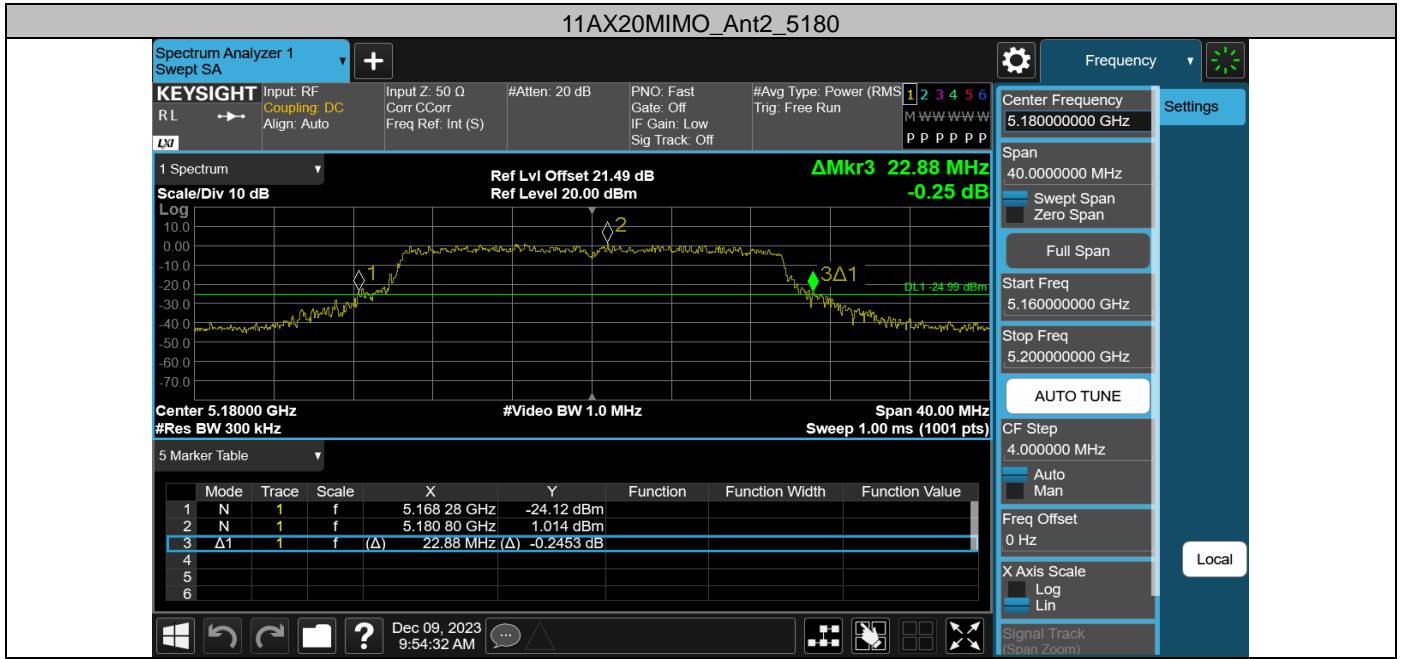 11AX20MIMO_Ant2_5180
Spectrum Analyzer 1
Swept SA
Frequency
KEYSIGHT
RL
LXI
Input: RF
Coupling: DC
Align: Auto
Input Z: 50 Ω
Corr CCorr
Freq Ref: Int (S)
#Atten: 20 dB
PNO: Fast
Gate: Off
IF Gain: Low
Sig Track: Off
#Avg Type: Power (RMS
Trig: Free Run
1 2 3 4 5 6
M W W W W W
P P P P P P
1 Spectrum
Scale/Div 10 dB
Ref Lvl Offset 21.49 dB
Ref Level 20.00 dBm
ΔMkr3 22.88 MHz
-0.25 dB
Log
10.0
0.00
-10.0
-20.0
-30.0
-40.0
-50.0
-60.0
-70.0
1
2
3Δ1
DL1 -24.99 dBm
Center 5.18000 GHz
#Video BW 1.0 MHz
Span 40.00 MHz
#Res BW 300 kHz
Sweep 1.00 ms (1001 pts)
5 Marker Table
Mode Trace Scale X Y Function Function Width Function Value
1 N 1 f 5.168 28 GHz -24.12 dBm
2 N 1 f 5.180 80 GHz 1.014 dBm
3 Δ1 1 f (Δ) 22.88 MHz (Δ) -0.2453 dB
4
5
6
Dec 09, 2023
9:54:32 AM
Center Frequency
5.180000000 GHz
Settings
Span
40.0000000 MHz
Swept Span
Zero Span
Full Span
Start Freq
5.160000000 GHz
Stop Freq
5.200000000 GHz
AUTO TUNE
CF Step
4.000000 MHz
Auto
Man
Freq Offset
0 Hz
X Axis Scale
Log
Lin
Local
Signal Track
(Span Zoom)